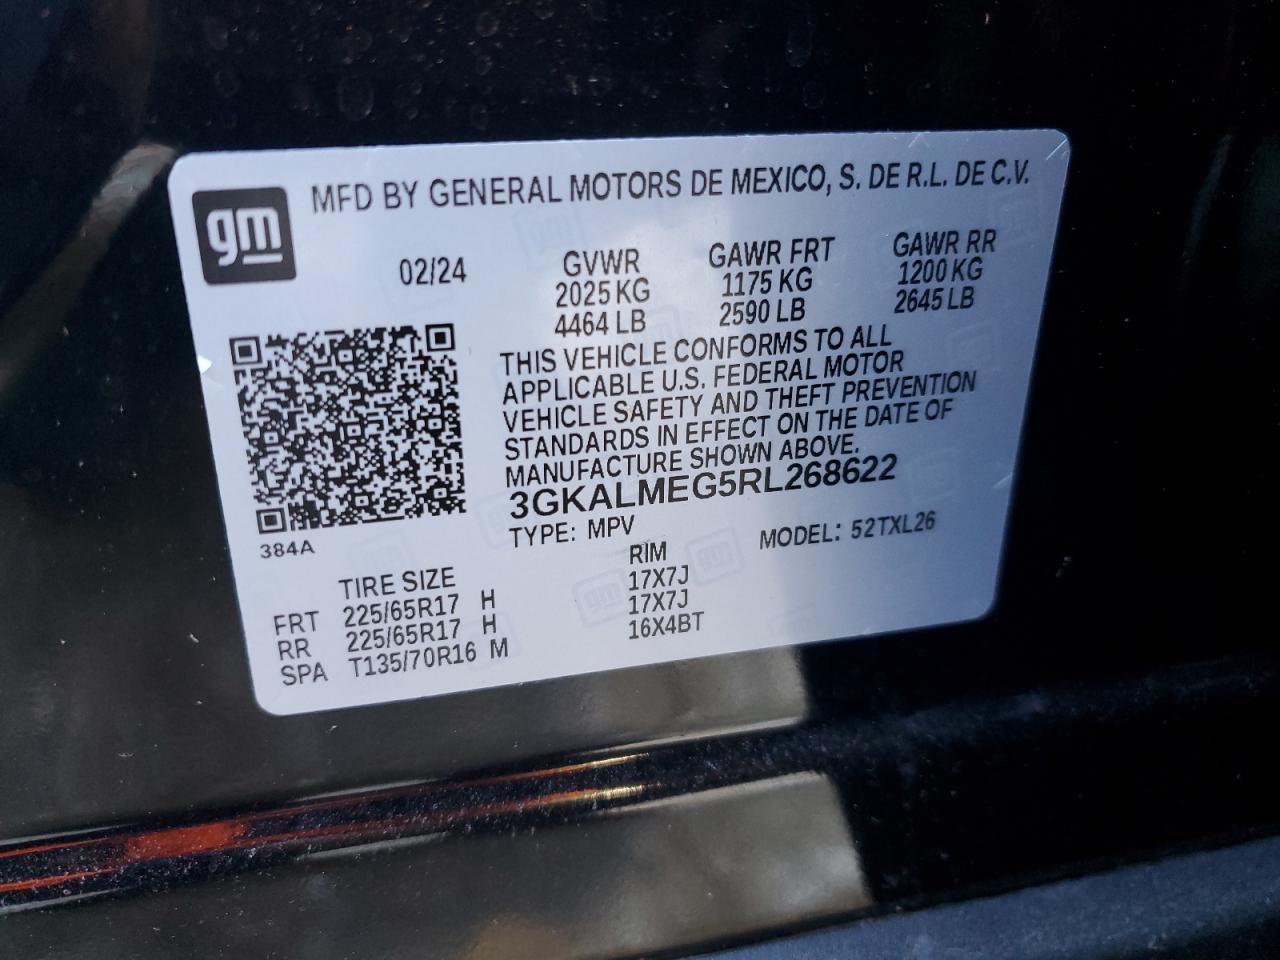 gm
MFD BY GENERAL MOTORS DE MEXICO, S. DE R.L. DE C.V.
02/24 GVWR GAWR FRT GAWR RR
2025 KG 1175 KG 1200 KG
4464 LB 2590 LB 2645 LB
THIS VEHICLE CONFORMS TO ALL
APPLICABLE U.S. FEDERAL MOTOR
VEHICLE SAFETY AND THEFT PREVENTION
STANDARDS IN EFFECT ON THE DATE OF
MANUFACTURE SHOWN ABOVE.
3GKALMEG5RL268622
384A
TYPE: MPV MODEL: 52TXL26
TIRE SIZE RIM
FRT 225/65R17 H 17X7J
RR 225/65R17 H 17X7J
SPA T135/70R16 M 16X4BT